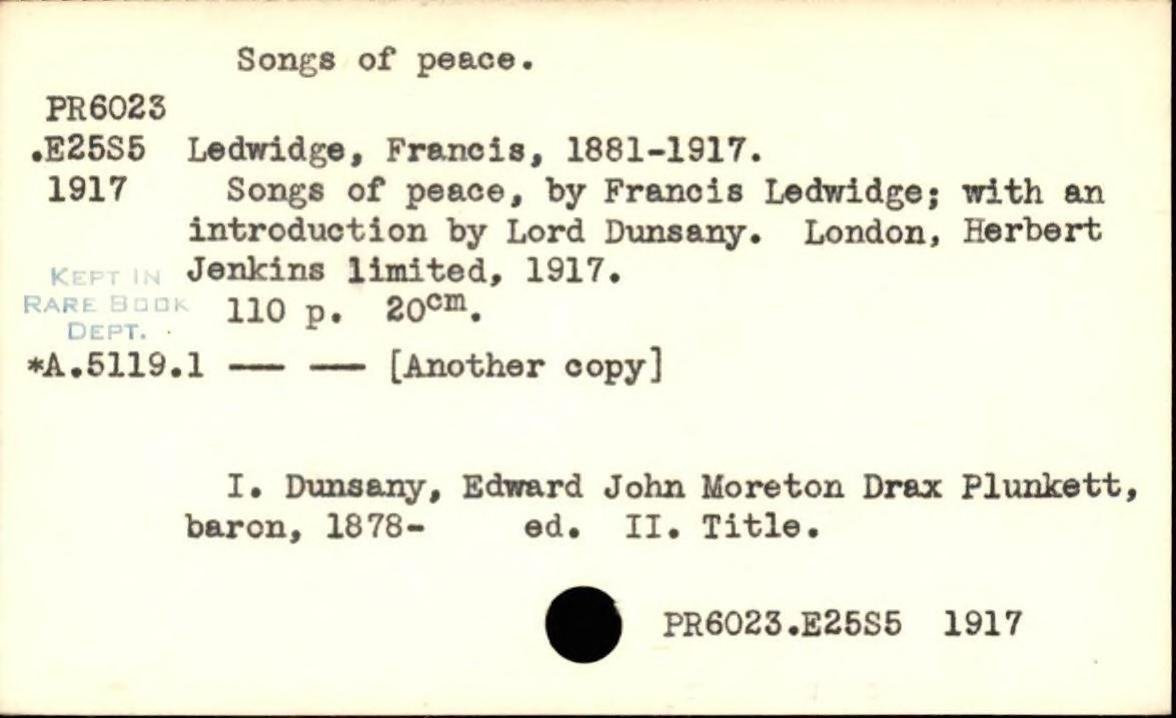 Songs of peace.
PR6023
.E25S5 Ledwidge, Francis, 1881-1917.
1917 Songs of peace, by Francis Ledwidge; with an
introduction by Lord Dunsany. London, Herbert
Jenkins limited, 1917.
KEPT IN
RARE BOOK
DEPT.
110 p. 20cm.
*A.5119.1 — — [Another copy]
I. Dunsany, Edward John Moreton Drax Plunkett,
baron, 1878- ed. II. Title.
PR6023.E25S5 1917